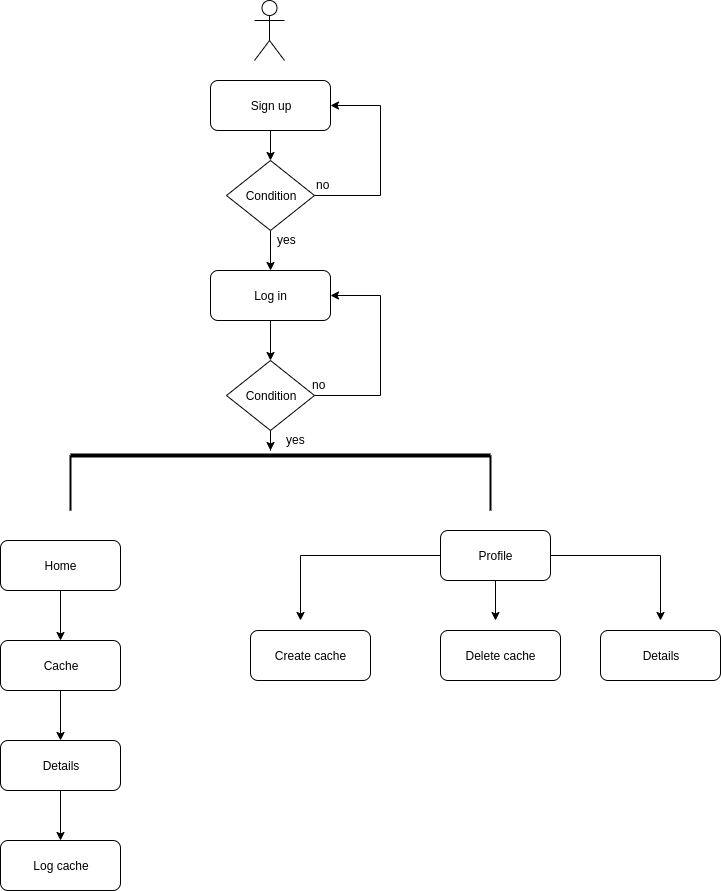 Sign up
Condition
no
yes
Log in
Condition
no
yes
Home
Profile
Cache
Create cache
Delete cache
Details
Details
Log cache